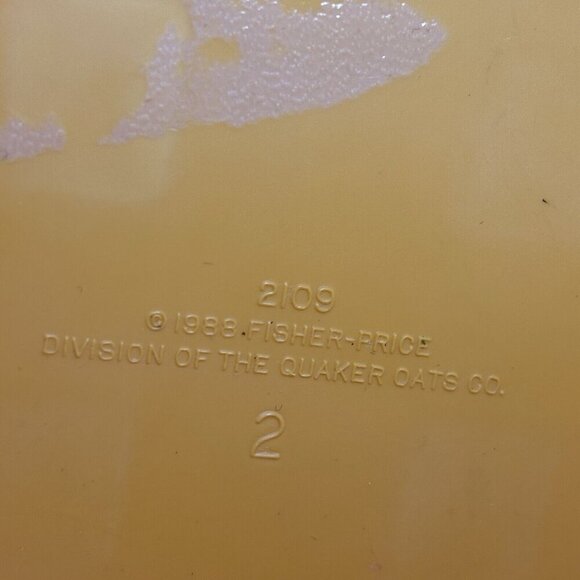 2109
© 1988 FISHER-PRICE
DIVISION OF THE QUAKER OATS CO.
2